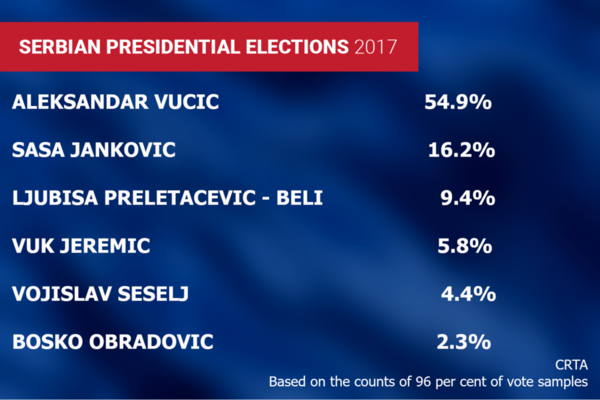 SERBIAN PRESIDENTIAL ELECTIONS 2017
ALEKSANDAR VUCIC 54.9%
SASA JANKOVIC 16.2%
LJUBISA PRELETACEVIC - BELI 9.4%
VUK JEREMIC 5.8%
VOJISLAV SESELJ 4.4%
BOSKO OBRADOVIC 2.3%
CRTA
Based on the counts of 96 per cent of vote samples